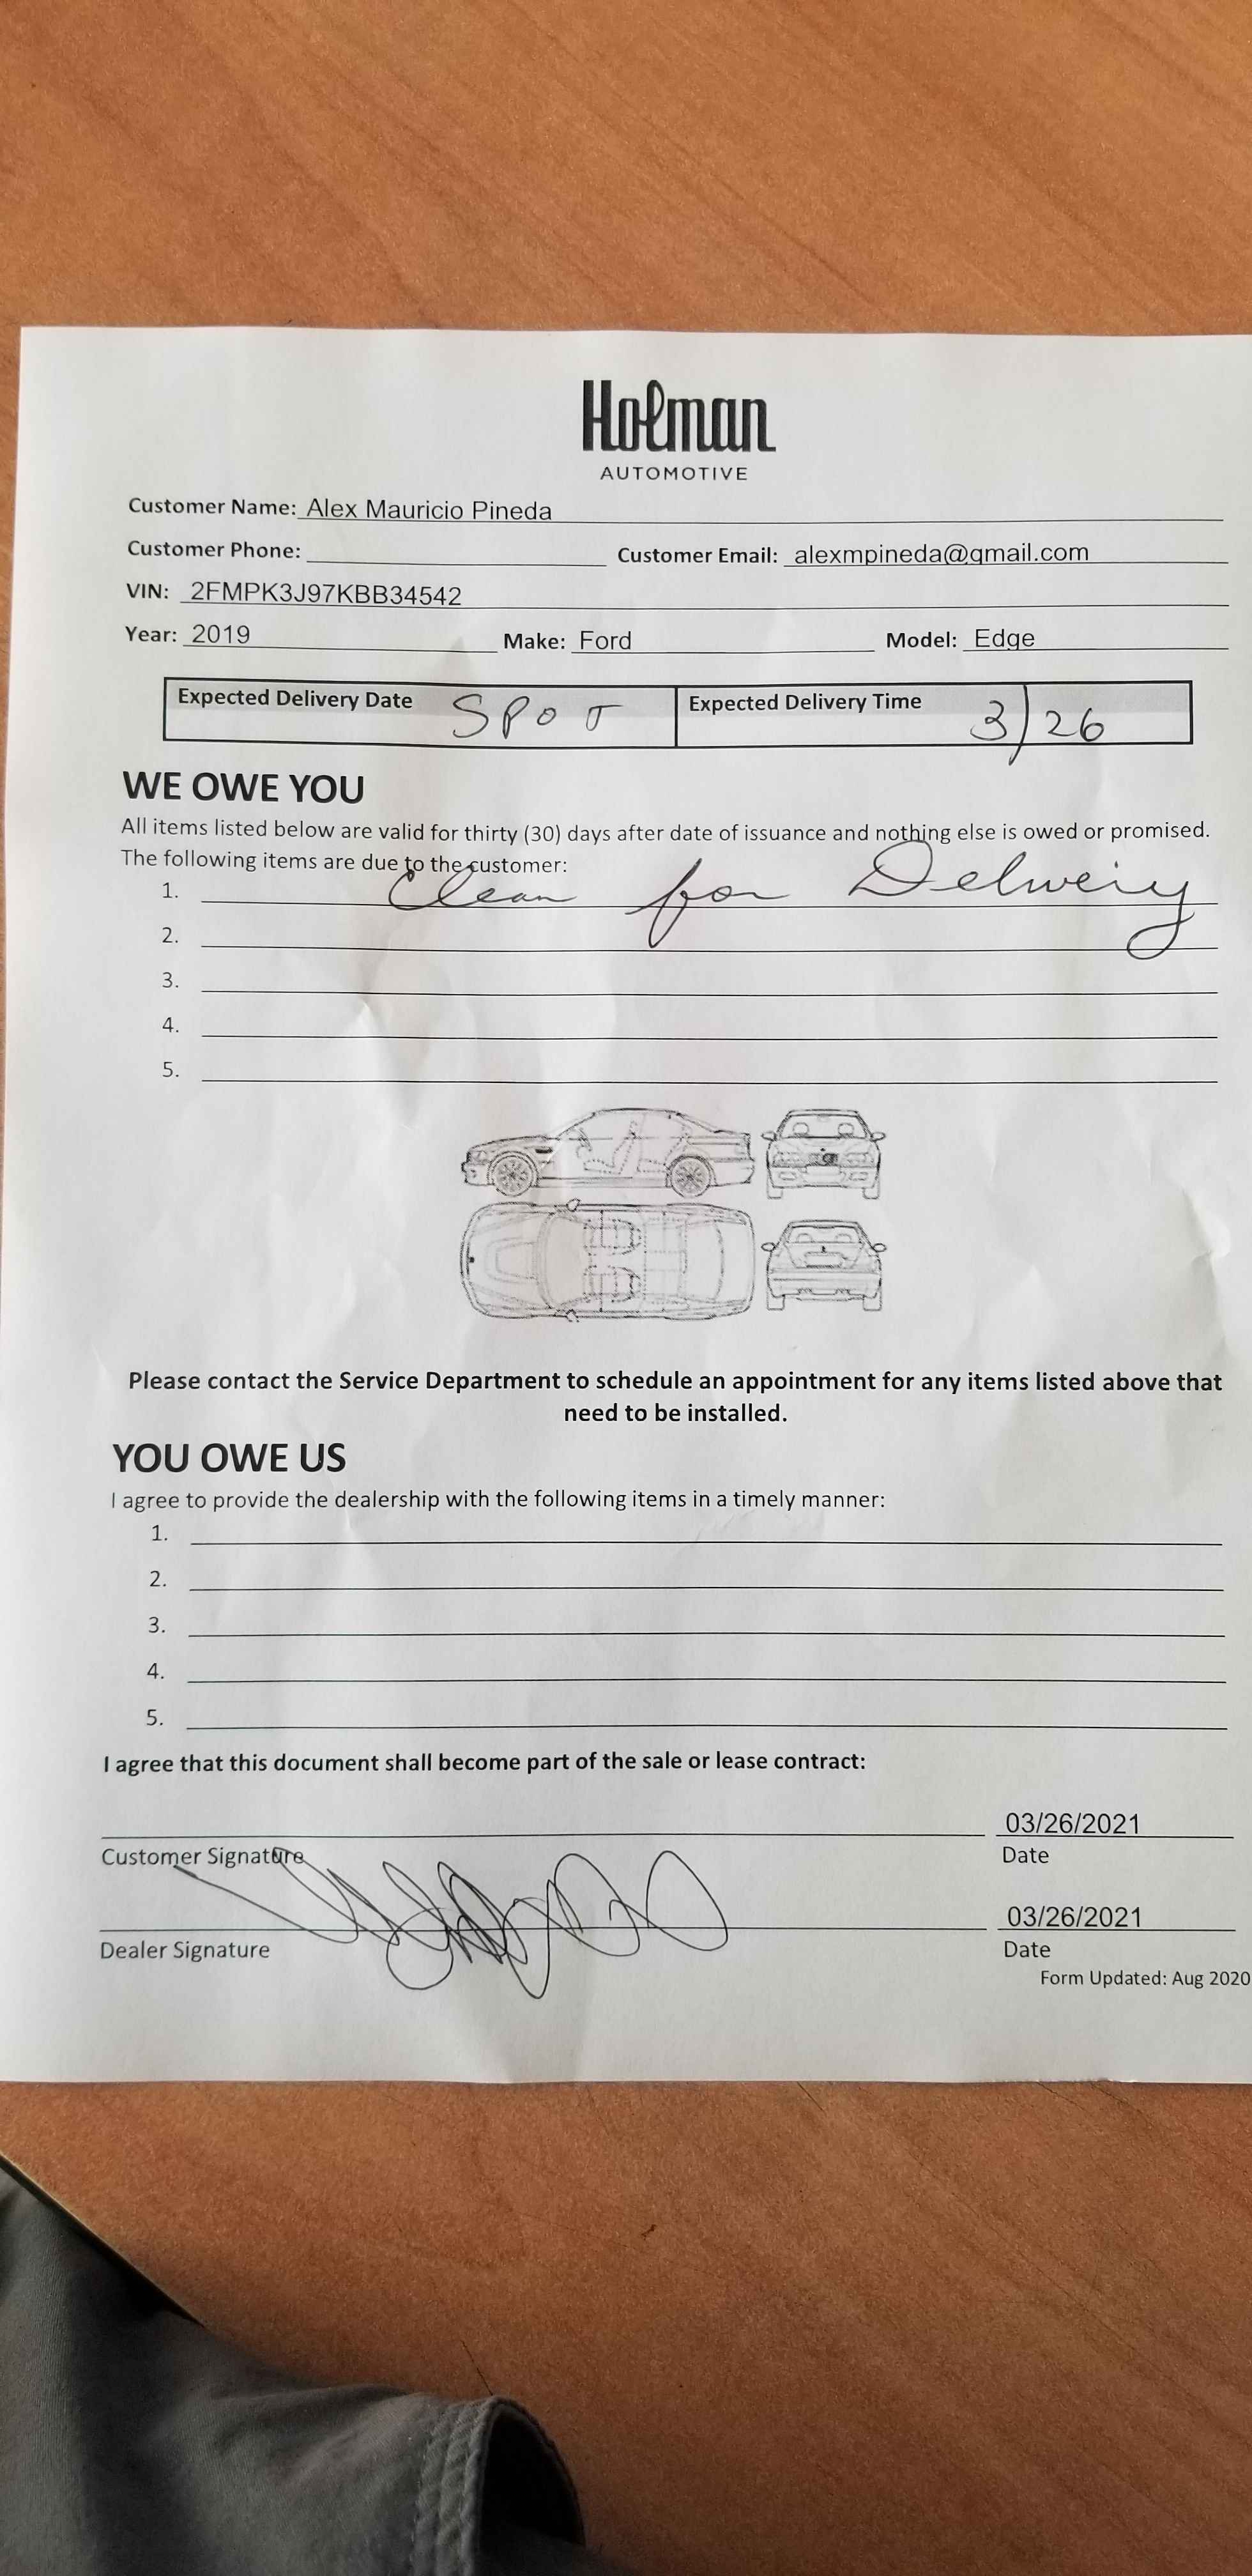 Holman
AUTOMOTIVE
Customer Name: Alex Mauricio Pineda
Customer Phone: Customer Email: alexmpineda@gmail.com
VIN: 2FMPK3J97KBB34542
Year: 2019 Make: Ford Model: Edge
Expected Delivery Date SPOT Expected Delivery Time 3/26
WE OWE YOU
All items listed below are valid for thirty (30) days after date of issuance and nothing else is owed or promised.
The following items are due to the customer:
1. Clean for Delivery
2.
3.
4.
5.
Please contact the Service Department to schedule an appointment for any items listed above that
need to be installed.
YOU OWE US
I agree to provide the dealership with the following items in a timely manner:
1.
2.
3.
4.
5.
I agree that this document shall become part of the sale or lease contract:
03/26/2021
Customer Signature Date
03/26/2021
Dealer Signature Date
Form Updated: Aug 2020